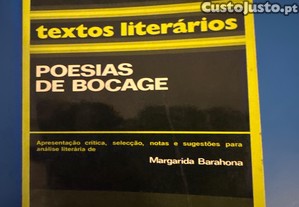 CustoJusto.pt
textos literários
POESIAS
DE BOCAGE
Apresentação crítica, selecção, notas e sugestões para
análise literária de
Margarida Barahona